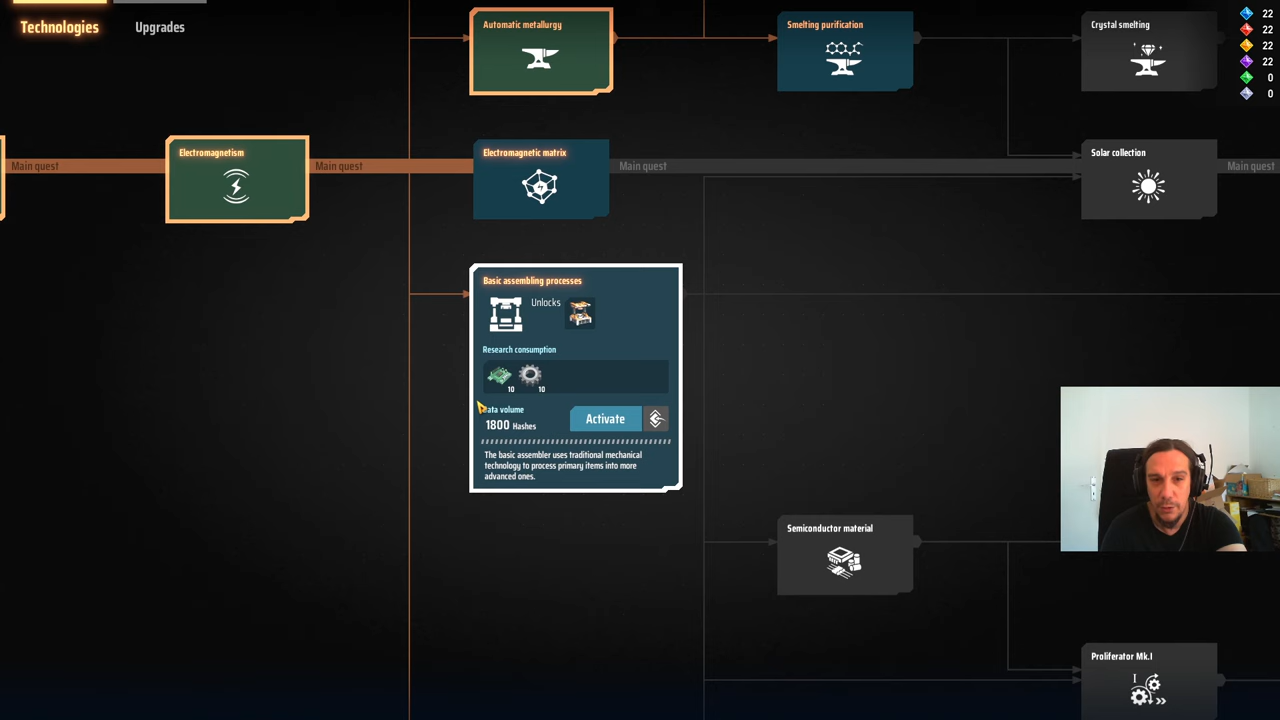 Technologies
Upgrades
Automatic metallurgy
Smelting purification
Crystal smelting
22
22
22
22
0
0
Electromagnetism
Electromagnetic matrix
Solar collection
Main quest
Main quest
Main quest
Main quest
Basic assembling processes
Unlocks
Research consumption
10
10
Data volume
1800 Hashes
Activate
The basic assembler uses traditional mechanical
technology to process primary items into more
advanced ones.
Semiconductor material
Proliferator Mk.I